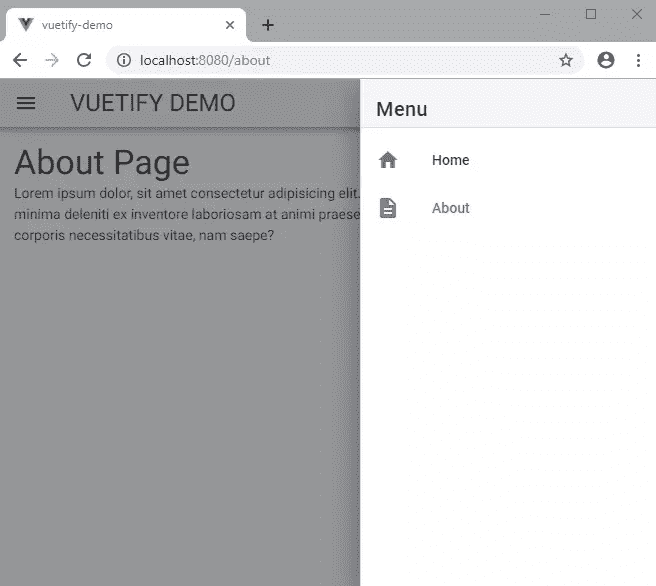 vuetify-demo
localhost:8080/about
VUETIFY DEMO
Menu
About Page
Lorem ipsum dolor, sit amet consectetur adipisicing elit.
minima deleniti ex inventore laboriosam at animi praese
corporis necessitatibus vitae, nam saepe?
Home
About